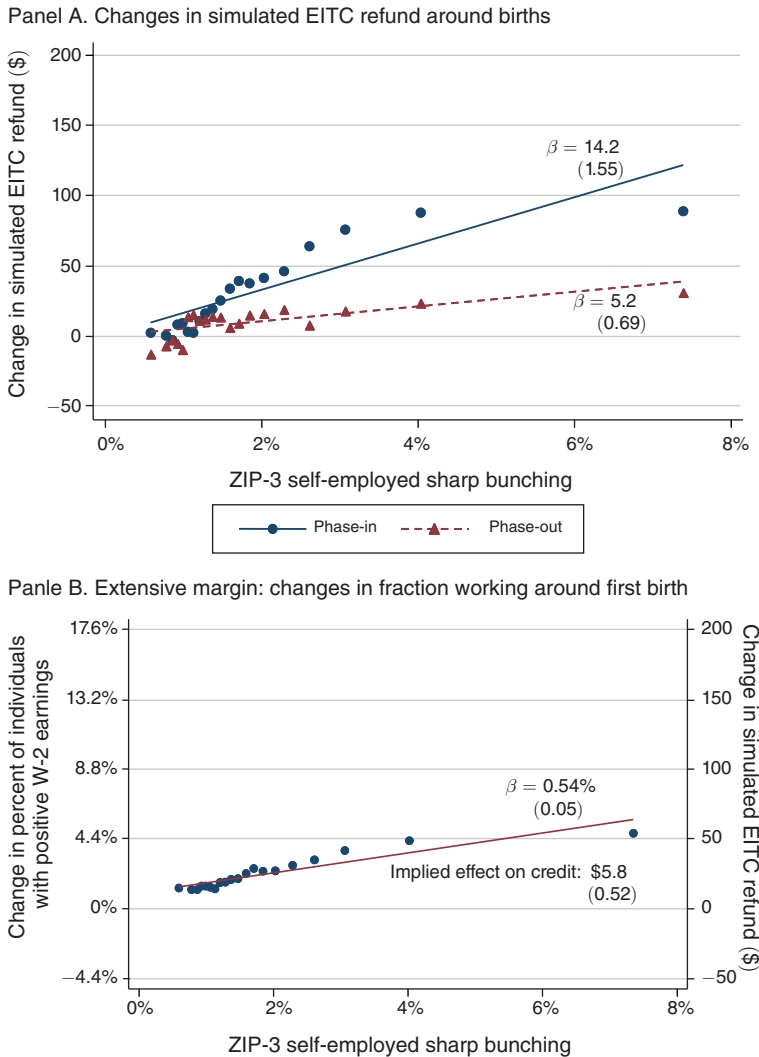 Panel A. Changes in simulated EITC refund around births
Change in simulated EITC refund ($)
200
150
100
50
0
−50
β = 14.2
(1.55)
β = 5.2
(0.69)
0%
2%
4%
6%
8%
ZIP-3 self-employed sharp bunching
Phase-in
Phase-out
Panle B. Extensive margin: changes in fraction working around first birth
Change in percent of individuals
with positive W-2 earnings
17.6%
13.2%
8.8%
4.4%
0%
−4.4%
β = 0.54%
(0.05)
Implied effect on credit: $5.8
(0.52)
200
150
100
50
0
−50
Change in simulated
EITC refund ($)
0%
2%
4%
6%
8%
ZIP-3 self-employed sharp bunching